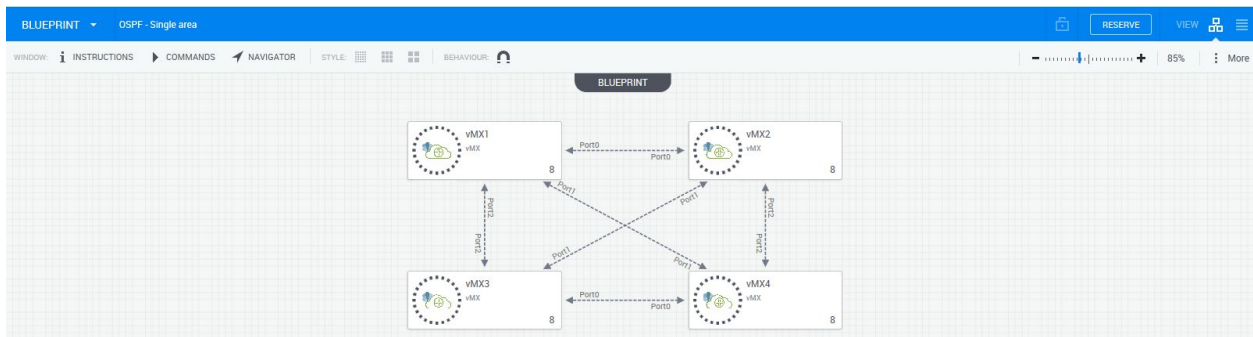 BLUEPRINT OSPF - Single area RESERVE VIEW
WINDOW: INSTRUCTIONS COMMANDS NAVIGATOR STYLE: BEHAVIOUR: 85% More
BLUEPRINT
vMX1
vMX
8
vMX2
vMX
8
Port0
Port0
Port1
Port1
Port2
Port2
Port2
Port2
Port1
Port1
vMX3
vMX
8
vMX4
vMX
8
Port0
Port0